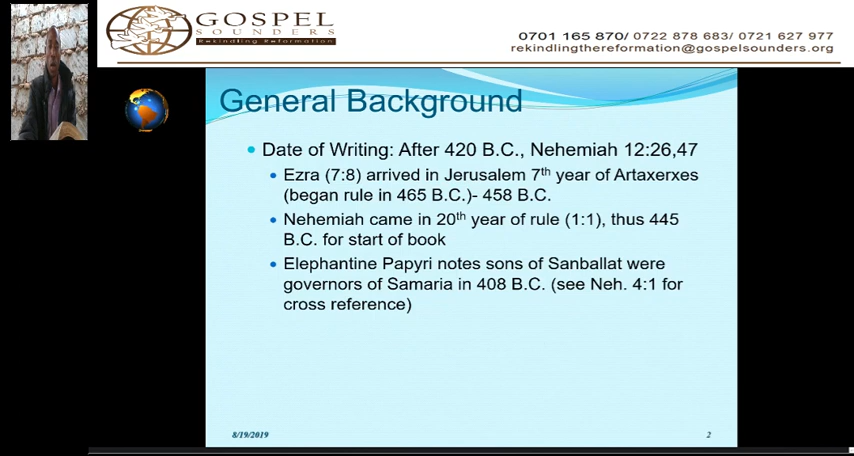 GOSPEL
SOUNDERS
Rekindling Reformation
0701 165 870/ 0722 878 683/ 0721 627 977
rekindlingthereformation@gospelsounders.org
General Background
Date of Writing: After 420 B.C., Nehemiah 12:26,47
Ezra (7:8) arrived in Jerusalem 7th year of Artaxerxes
(began rule in 465 B.C.)- 458 B.C.
Nehemiah came in 20th year of rule (1:1), thus 445
B.C. for start of book
Elephantine Papyri notes sons of Sanballat were
governors of Samaria in 408 B.C. (see Neh. 4:1 for
cross reference)
8/19/2019
2